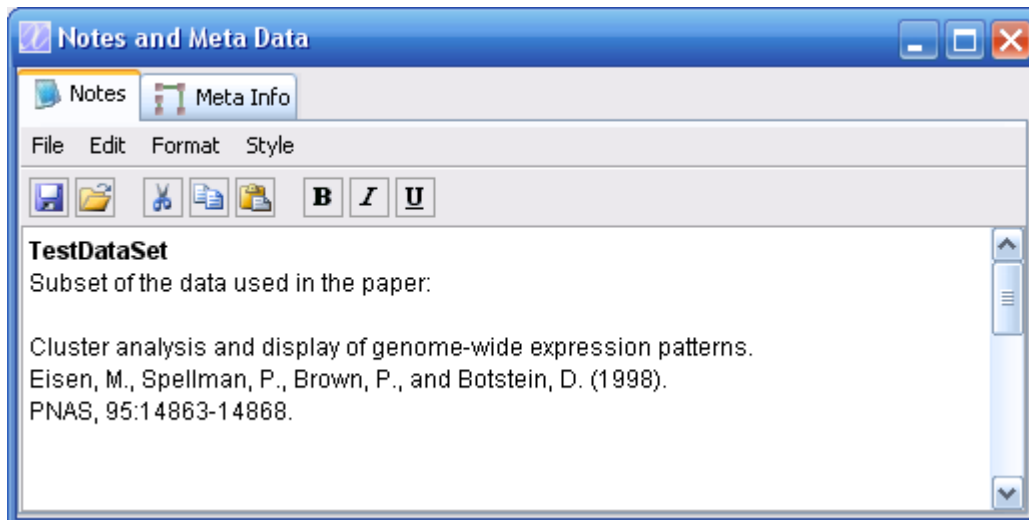 Notes and Meta Data
Notes Meta Info
File Edit Format Style
B I U
TestDataSet
Subset of the data used in the paper:
Cluster analysis and display of genome-wide expression patterns.
Eisen, M., Spellman, P., Brown, P., and Botstein, D. (1998).
PNAS, 95:14863-14868.